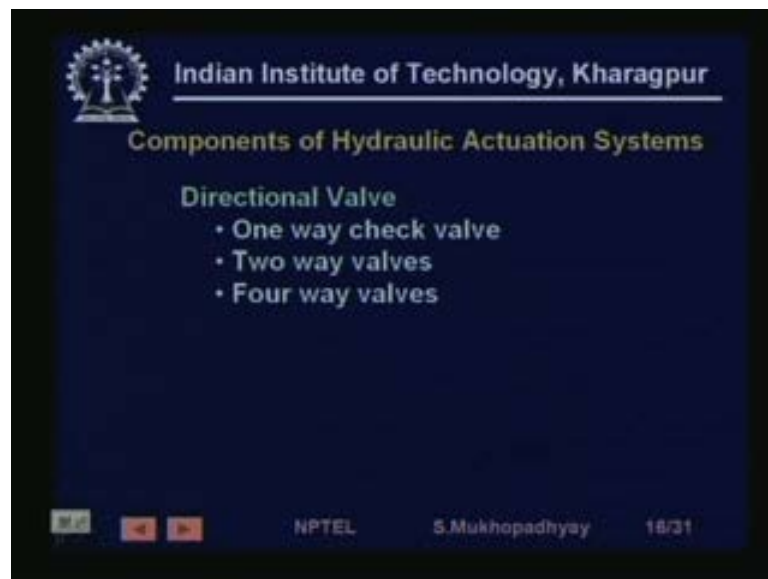 Indian Institute of Technology, Kharagpur
Components of Hydraulic Actuation Systems
Directional Valve
• One way check valve
• Two way valves
• Four way valves
NPTEL S.Mukhopadhyay 16/31